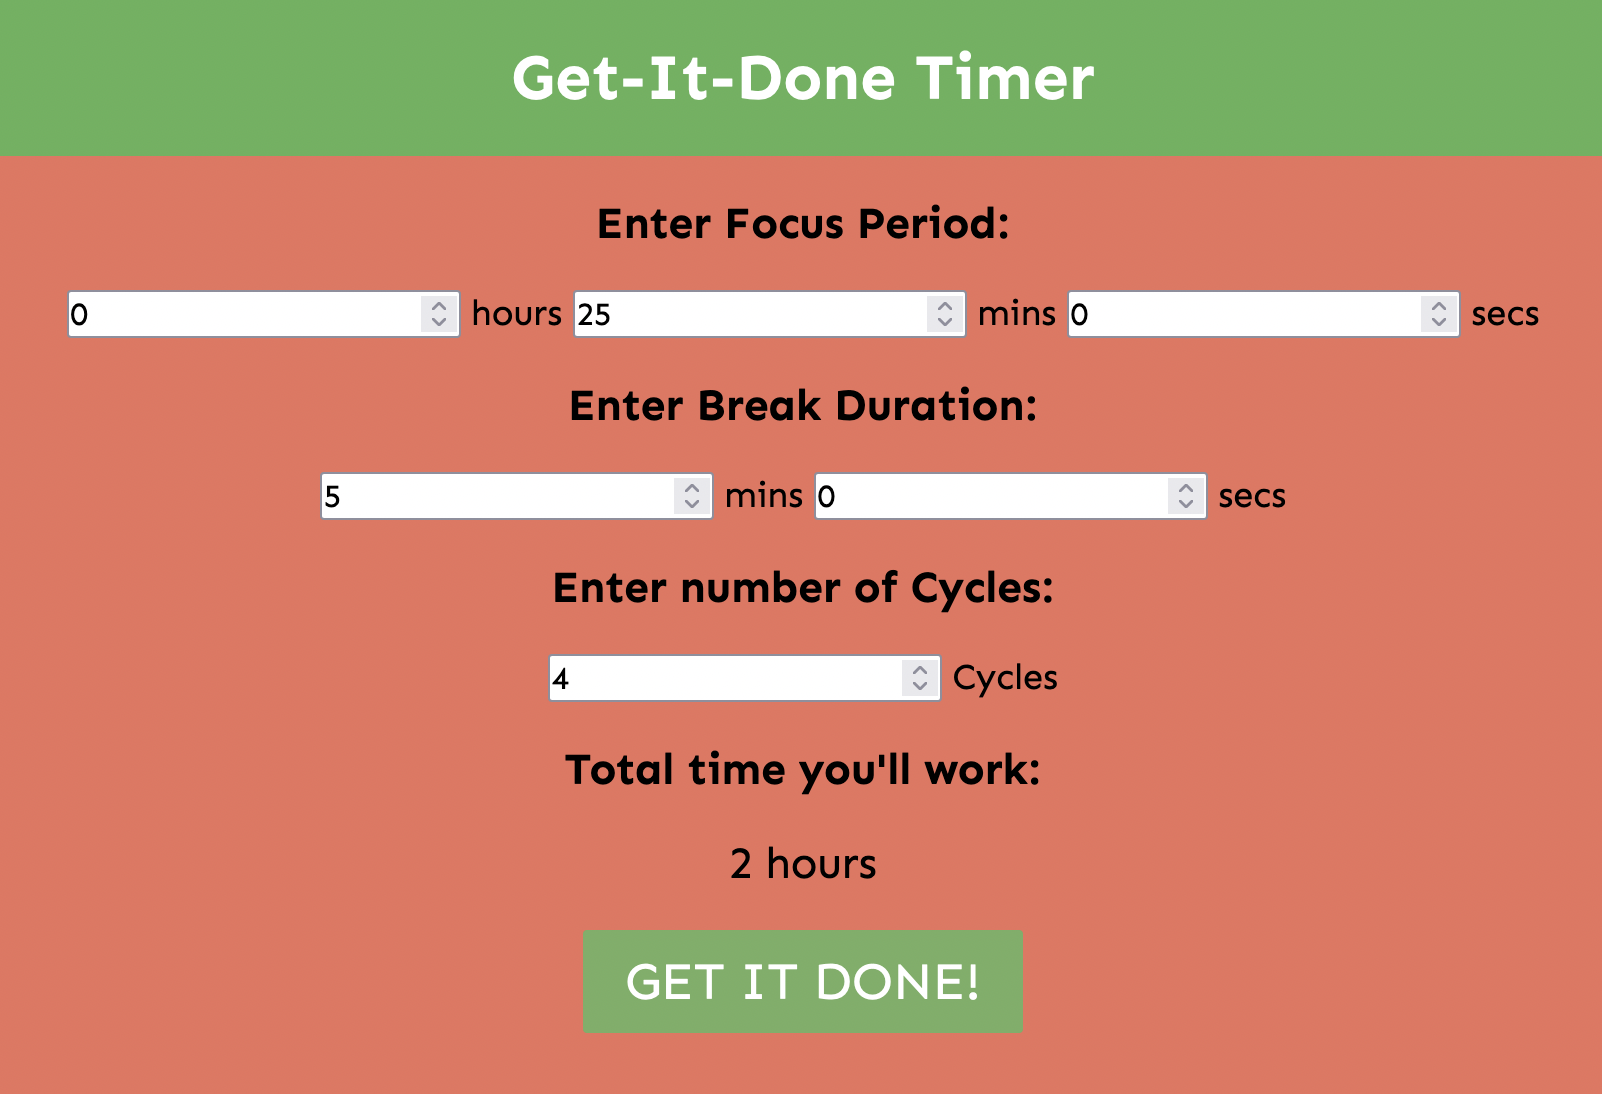 Get-It-Done Timer
Enter Focus Period:
0 hours 25 mins 0 secs
Enter Break Duration:
5 mins 0 secs
Enter number of Cycles:
4 Cycles
Total time you'll work:
2 hours
GET IT DONE!